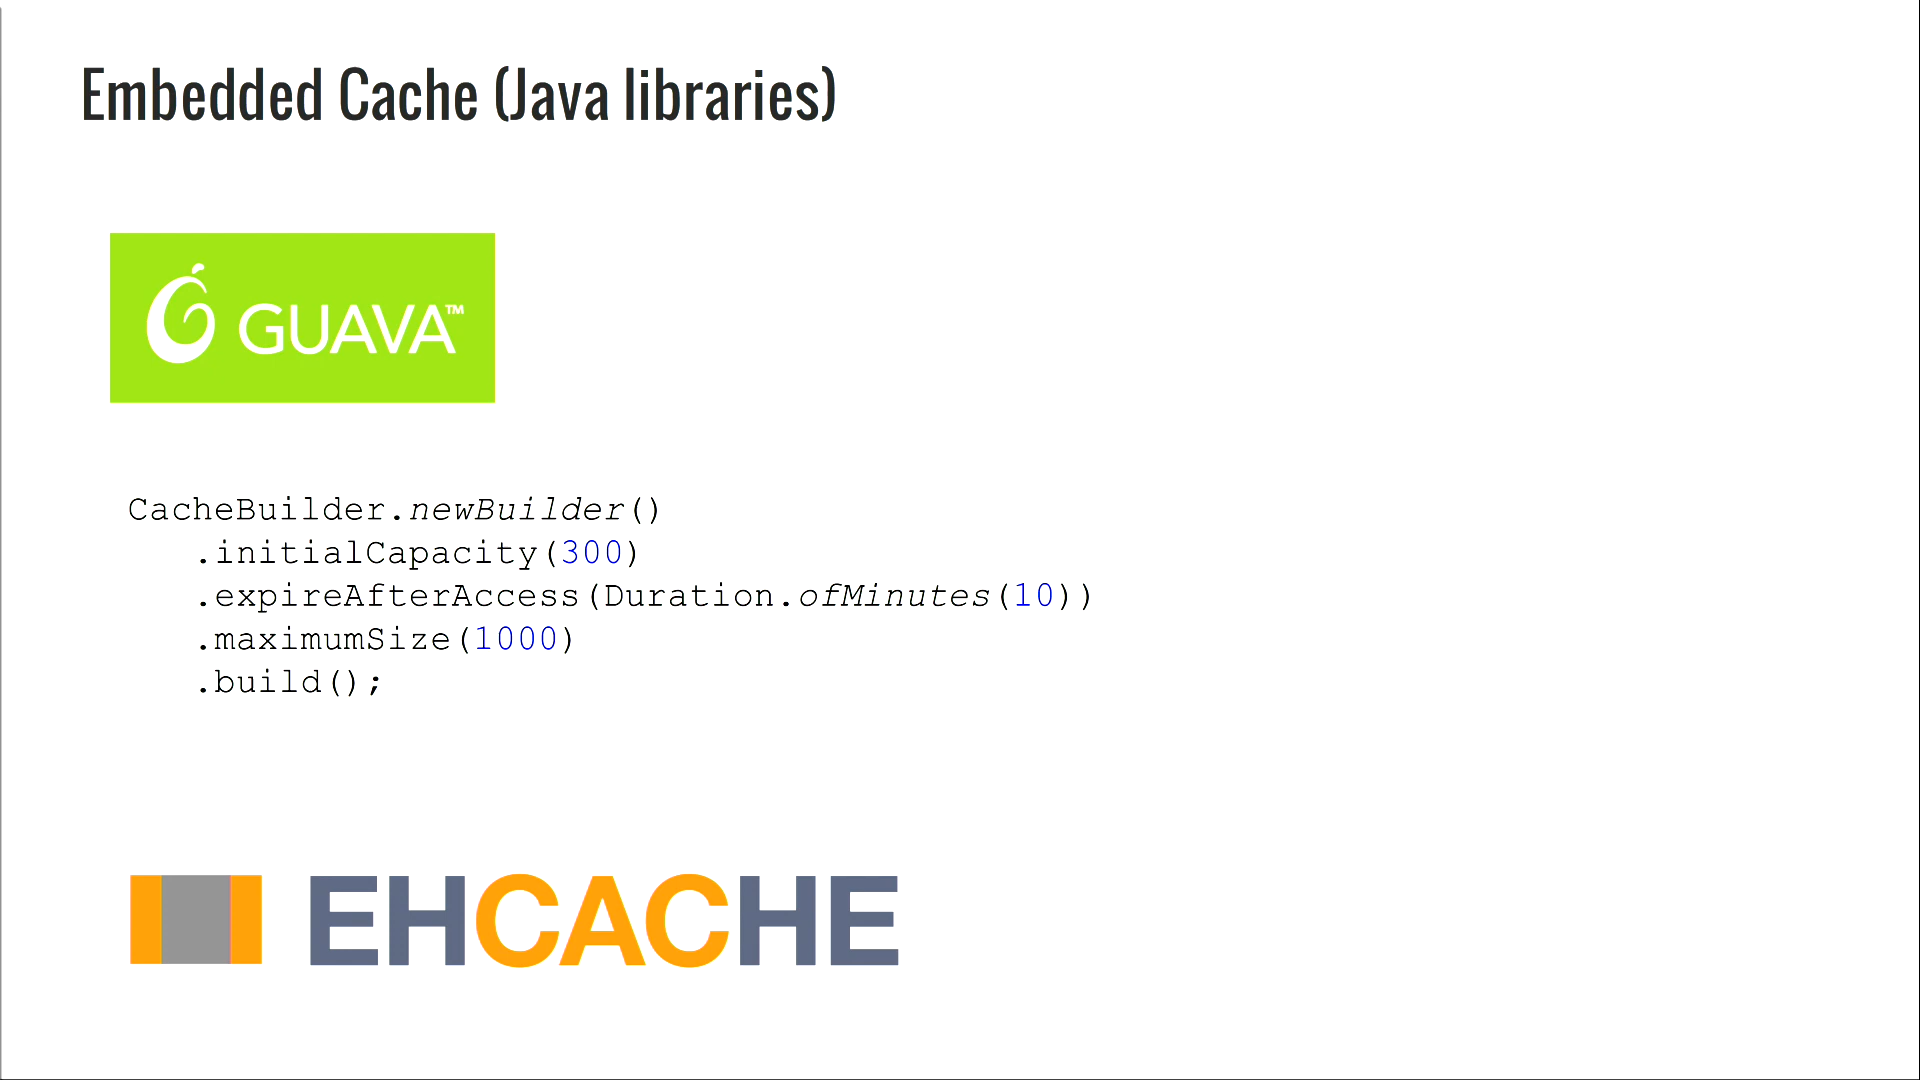 Embedded Cache (Java libraries)
GUAVA™
CacheBuilder.newBuilder()
.initialCapacity(300)
.expireAfterAccess(Duration.ofMinutes(10))
.maximumSize(1000)
.build();
EHCACHE